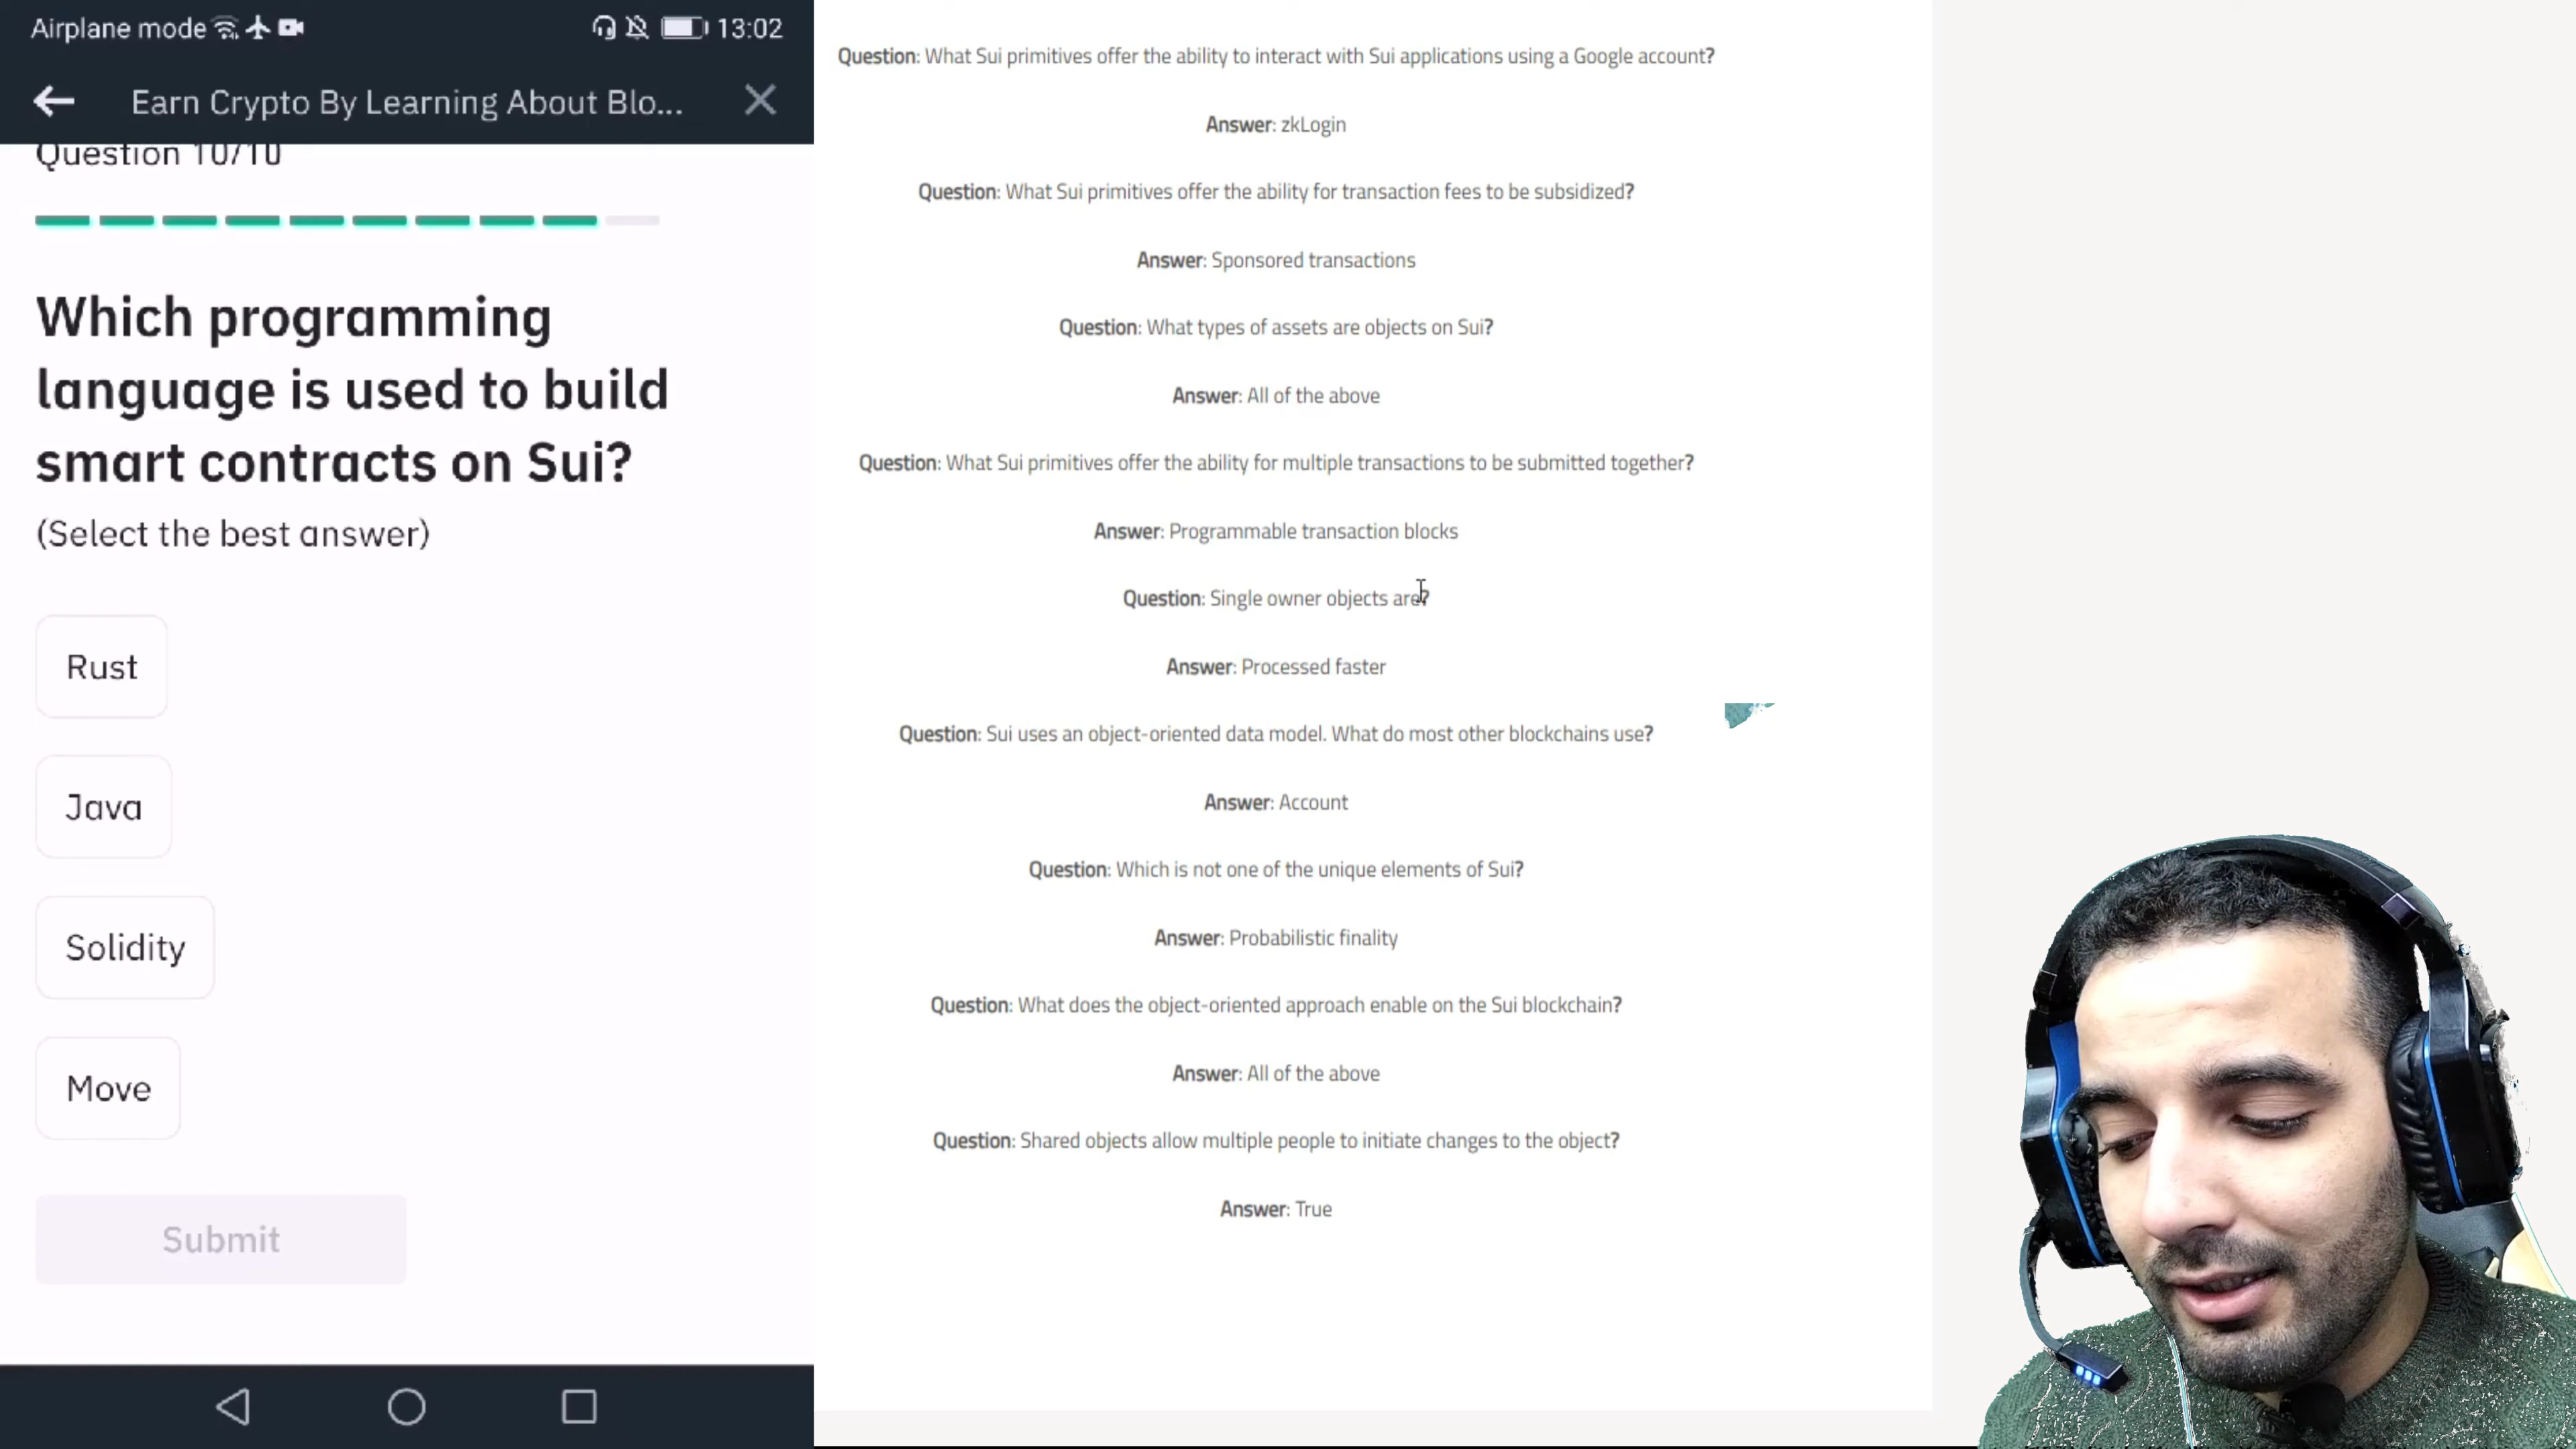 Airplane mode 13:02
Earn Crypto By Learning About Blo...
Question 10/10
Which programming
language is used to build
smart contracts on Sui?
(Select the best answer)
Rust
Java
Solidity
Move
Submit
Question: What Sui primitives offer the ability to interact with Sui applications using a Google account?
Answer: zkLogin
Question: What Sui primitives offer the ability for transaction fees to be subsidized?
Answer: Sponsored transactions
Question: What types of assets are objects on Sui?
Answer: All of the above
Question: What Sui primitives offer the ability for multiple transactions to be submitted together?
Answer: Programmable transaction blocks
Question: Single owner objects are?
Answer: Processed faster
Question: Sui uses an object-oriented data model. What do most other blockchains use?
Answer: Account
Question: Which is not one of the unique elements of Sui?
Answer: Probabilistic finality
Question: What does the object-oriented approach enable on the Sui blockchain?
Answer: All of the above
Question: Shared objects allow multiple people to initiate changes to the object?
Answer: True